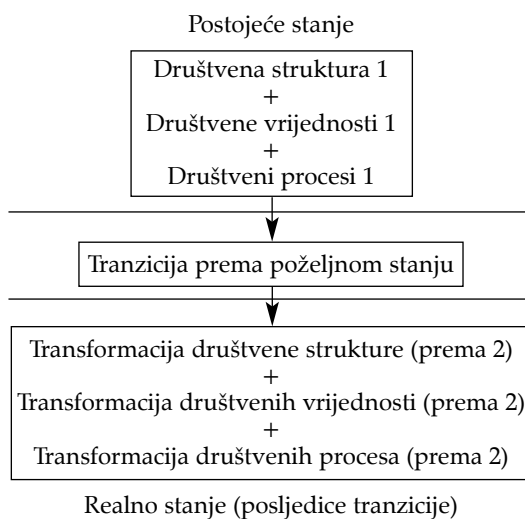 Postojeće stanje
Društvena struktura 1
+
Društvene vrijednosti 1
+
Društveni procesi 1
Tranzicija prema poželjnom stanju
Transformacija društvene strukture (prema 2)
+
Transformacija društvenih vrijednosti (prema 2)
+
Transformacija društvenih procesa (prema 2)
Realno stanje (posljedice tranzicije)